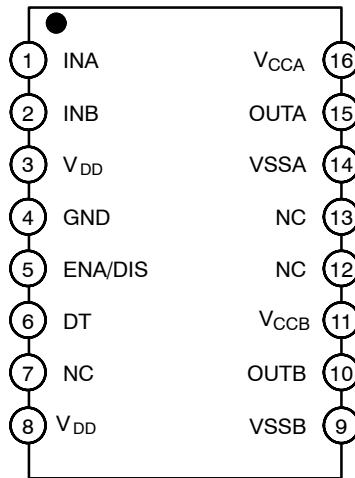 1 INA VCCA 16
2 INB OUTA 15
3 VDD VSSA 14
4 GND NC 13
5 ENA/DIS NC 12
6 DT VCCB 11
7 NC OUTB 10
8 VDD VSSB 9